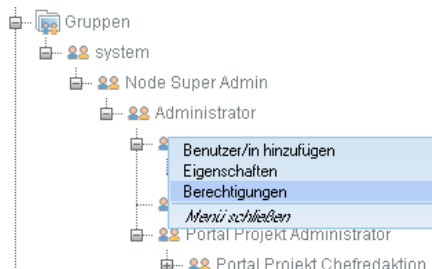 Gruppen
system
Node Super Admin
Administrator
Benutzer/in hinzufügen
Eigenschaften
Berechtigungen
Menü schließen
Portal Projekt Administrator
Portal Projekt Chefredaktion